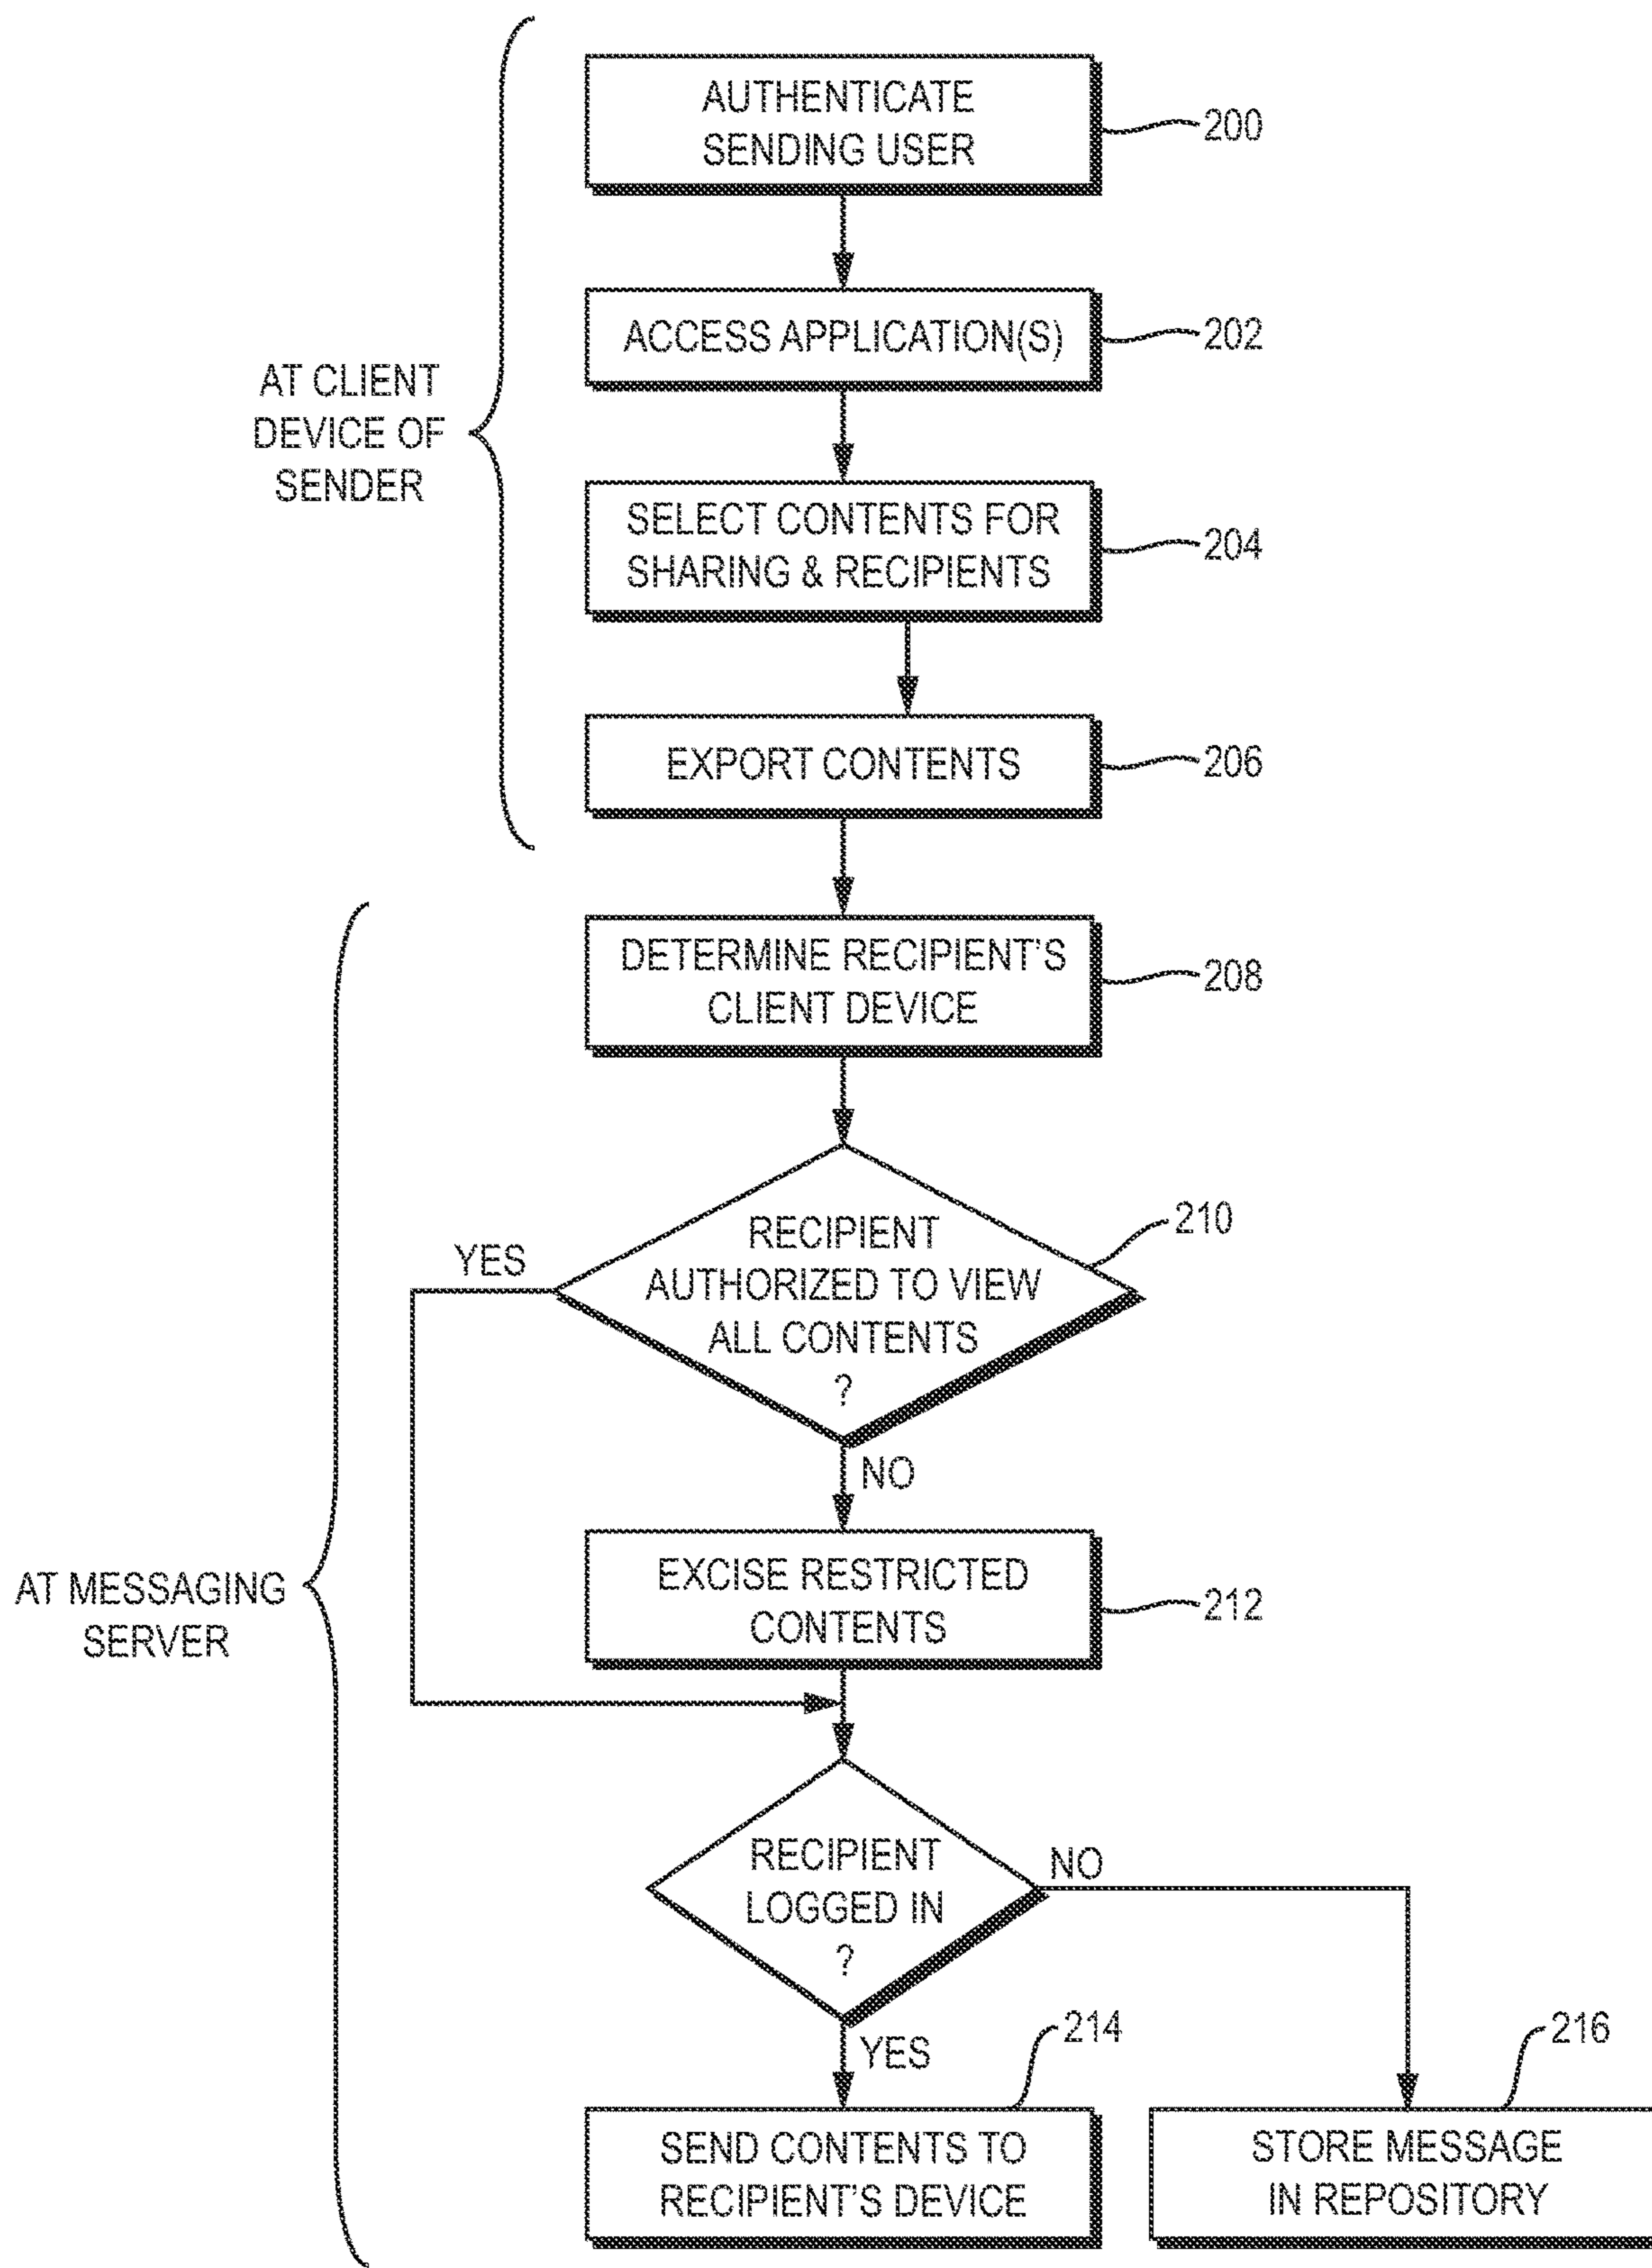 AUTHENTICATE
SENDING USER
200
ACCESS APPLICATION(S)
202
AT CLIENT
DEVICE OF
SENDER
SELECT CONTENTS FOR
SHARING & RECIPIENTS
204
EXPORT CONTENTS
206
DETERMINE RECIPIENT'S
CLIENT DEVICE
208
RECIPIENT
AUTHORIZED TO VIEW
ALL CONTENTS
?
210
YES
NO
AT MESSAGING
SERVER
EXCISE RESTRICTED
CONTENTS
212
RECIPIENT
LOGGED IN
?
NO
YES
214
216
SEND CONTENTS TO
RECIPIENT'S DEVICE
STORE MESSAGE
IN REPOSITORY